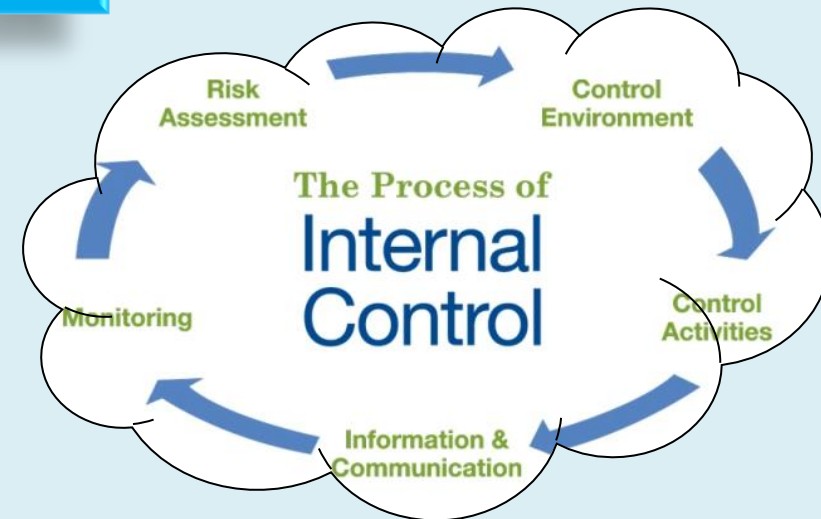 Risk
Assessment
Control
Environment
The Process of
Internal
Control
Monitoring
Control
Activities
Information &
Communication